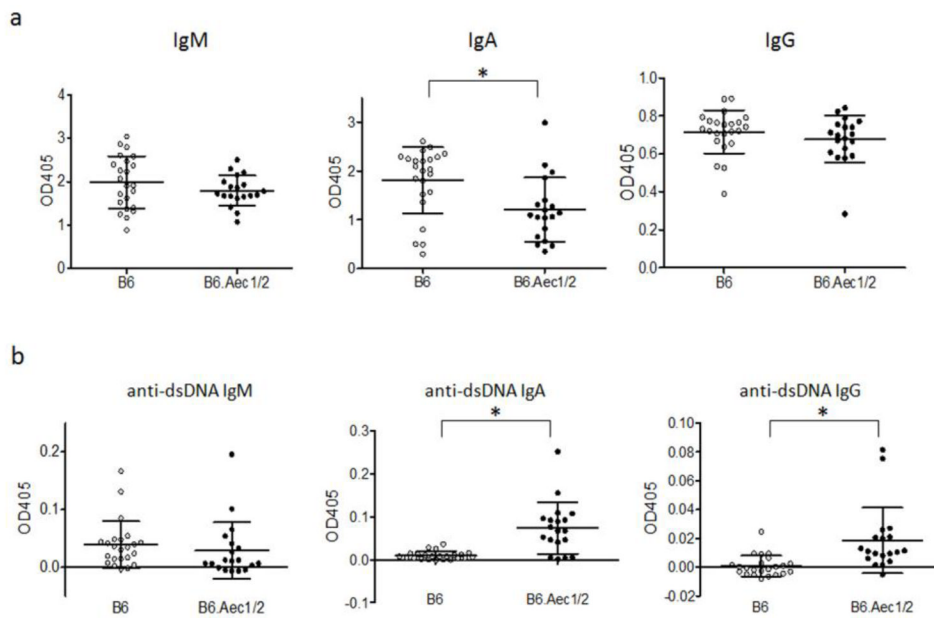 a
IgM
IgA
IgG
*
OD405
4
3
2
1
0
B6
B6.Aec1/2
OD405
3
2
1
0
B6
B6.Aec1/2
OD405
1.0
0.8
0.6
0.4
0.2
0.0
B6
B6.Aec1/2
b
anti-dsDNA IgM
anti-dsDNA IgA
anti-dsDNA IgG
*
*
OD405
0.2
0.1
0.0
B6
B6.Aec1/2
OD405
0.3
0.2
0.1
0.0
-0.1
B6
B6.Aec1/2
OD405
0.10
0.08
0.06
0.04
0.02
0.00
-0.02
B6
B6.Aec1/2